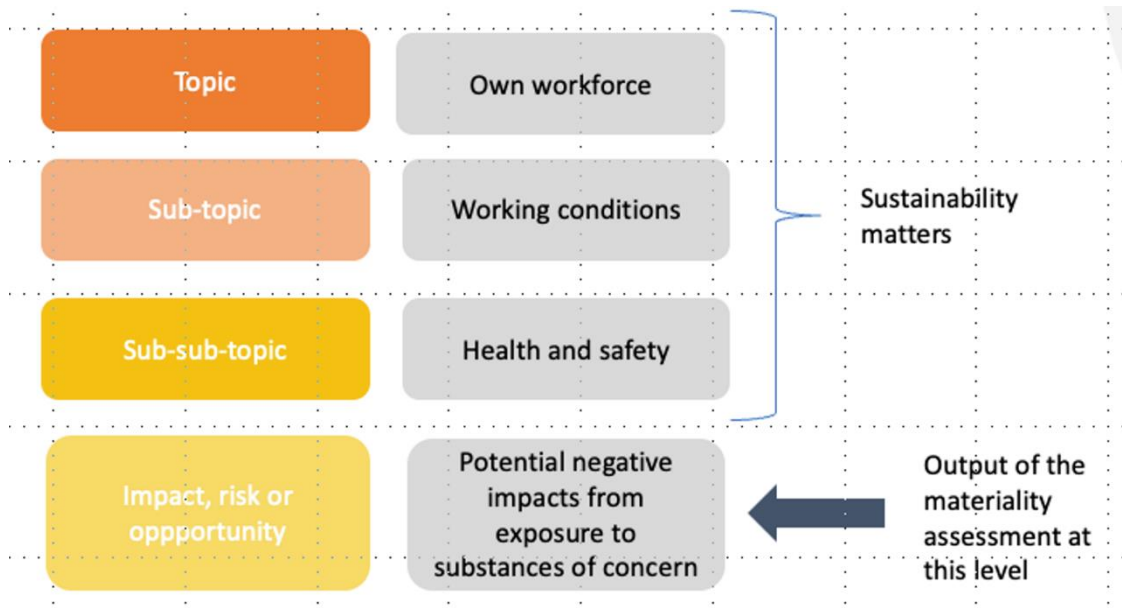 Topic
Own workforce
Sub-topic
Working conditions
Sub-sub-topic
Health and safety
Sustainability
matters
Impact, risk or
oppportunity
Potential negative
impacts from
exposure to
substances of concern
Output of the
materiality
assessment at
this level